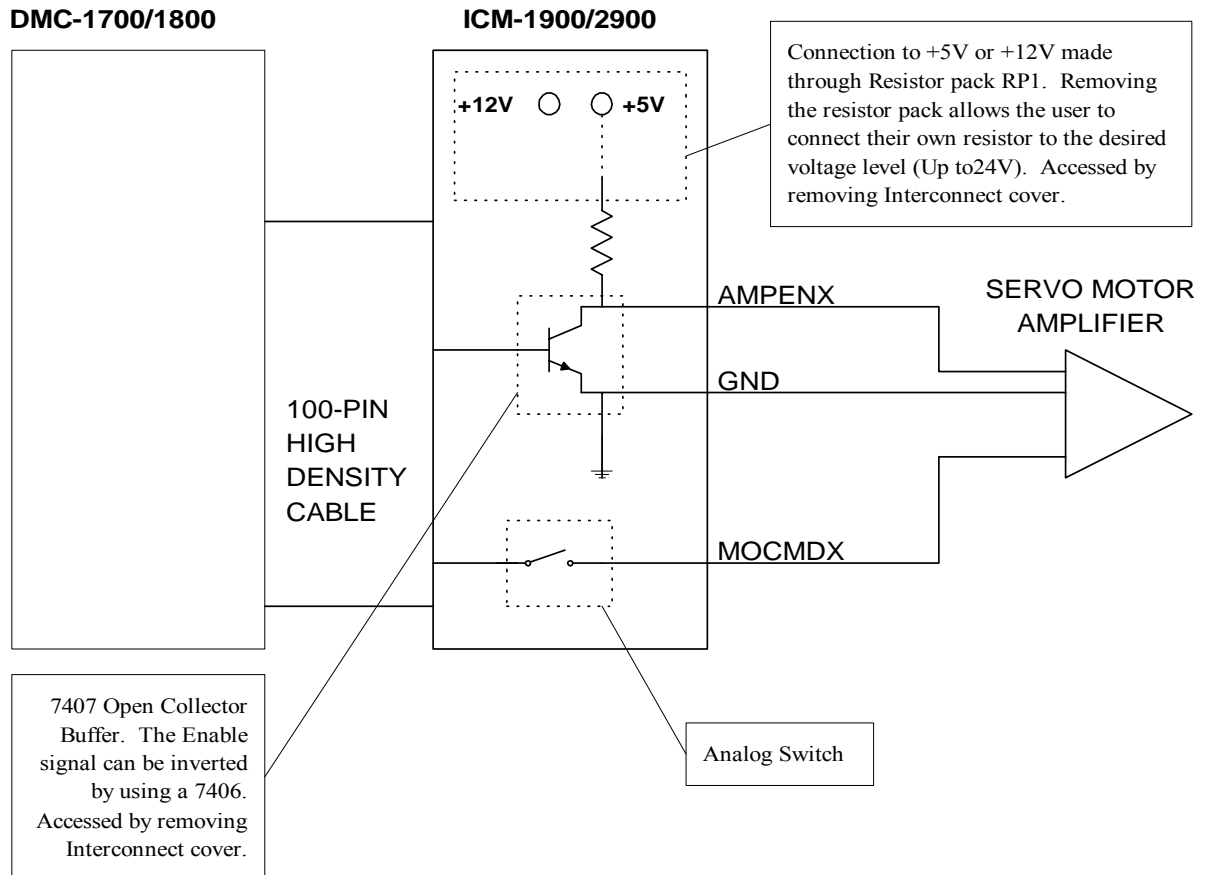 DMC-1700/1800
ICM-1900/2900
+12V
+5V
Connection to +5V or +12V made
through Resistor pack RP1. Removing
the resistor pack allows the user to
connect their own resistor to the desired
voltage level (Up to24V). Accessed by
removing Interconnect cover.
AMPENX
SERVO MOTOR
AMPLIFIER
GND
100-PIN
HIGH
DENSITY
CABLE
MOCMDX
7407 Open Collector
Buffer. The Enable
signal can be inverted
by using a 7406.
Accessed by removing
Interconnect cover.
Analog Switch